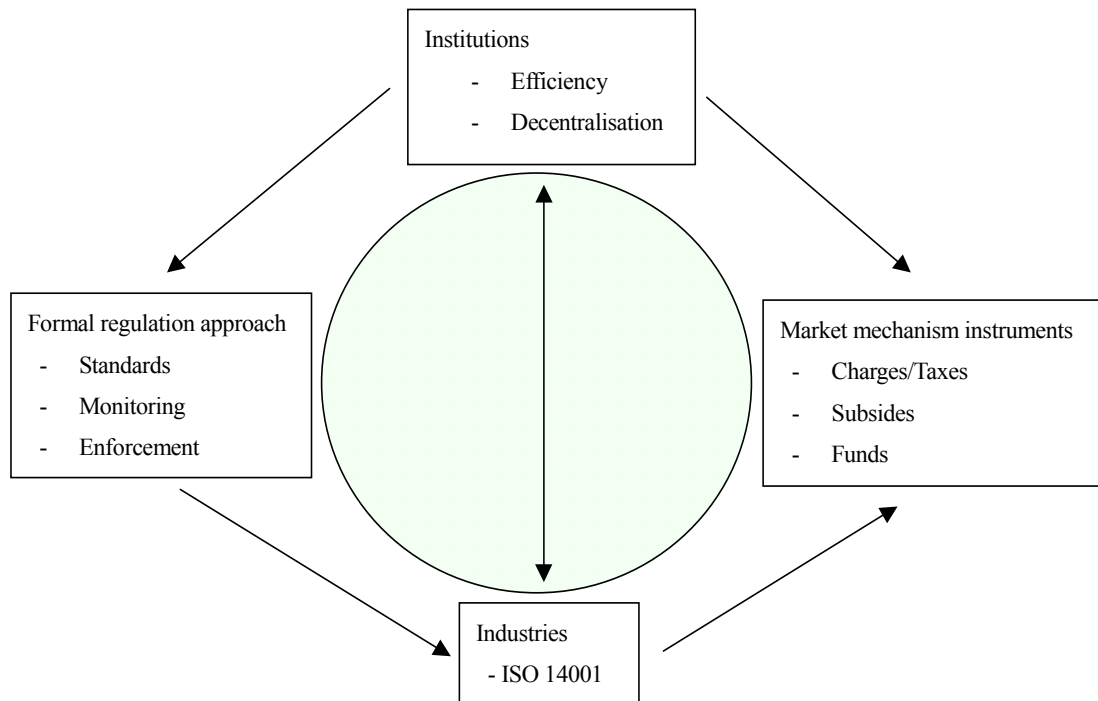 Institutions
- Efficiency
- Decentralisation
Formal regulation approach
- Standards
- Monitoring
- Enforcement
Market mechanism instruments
- Charges/Taxes
- Subsides
- Funds
Industries
- ISO 14001